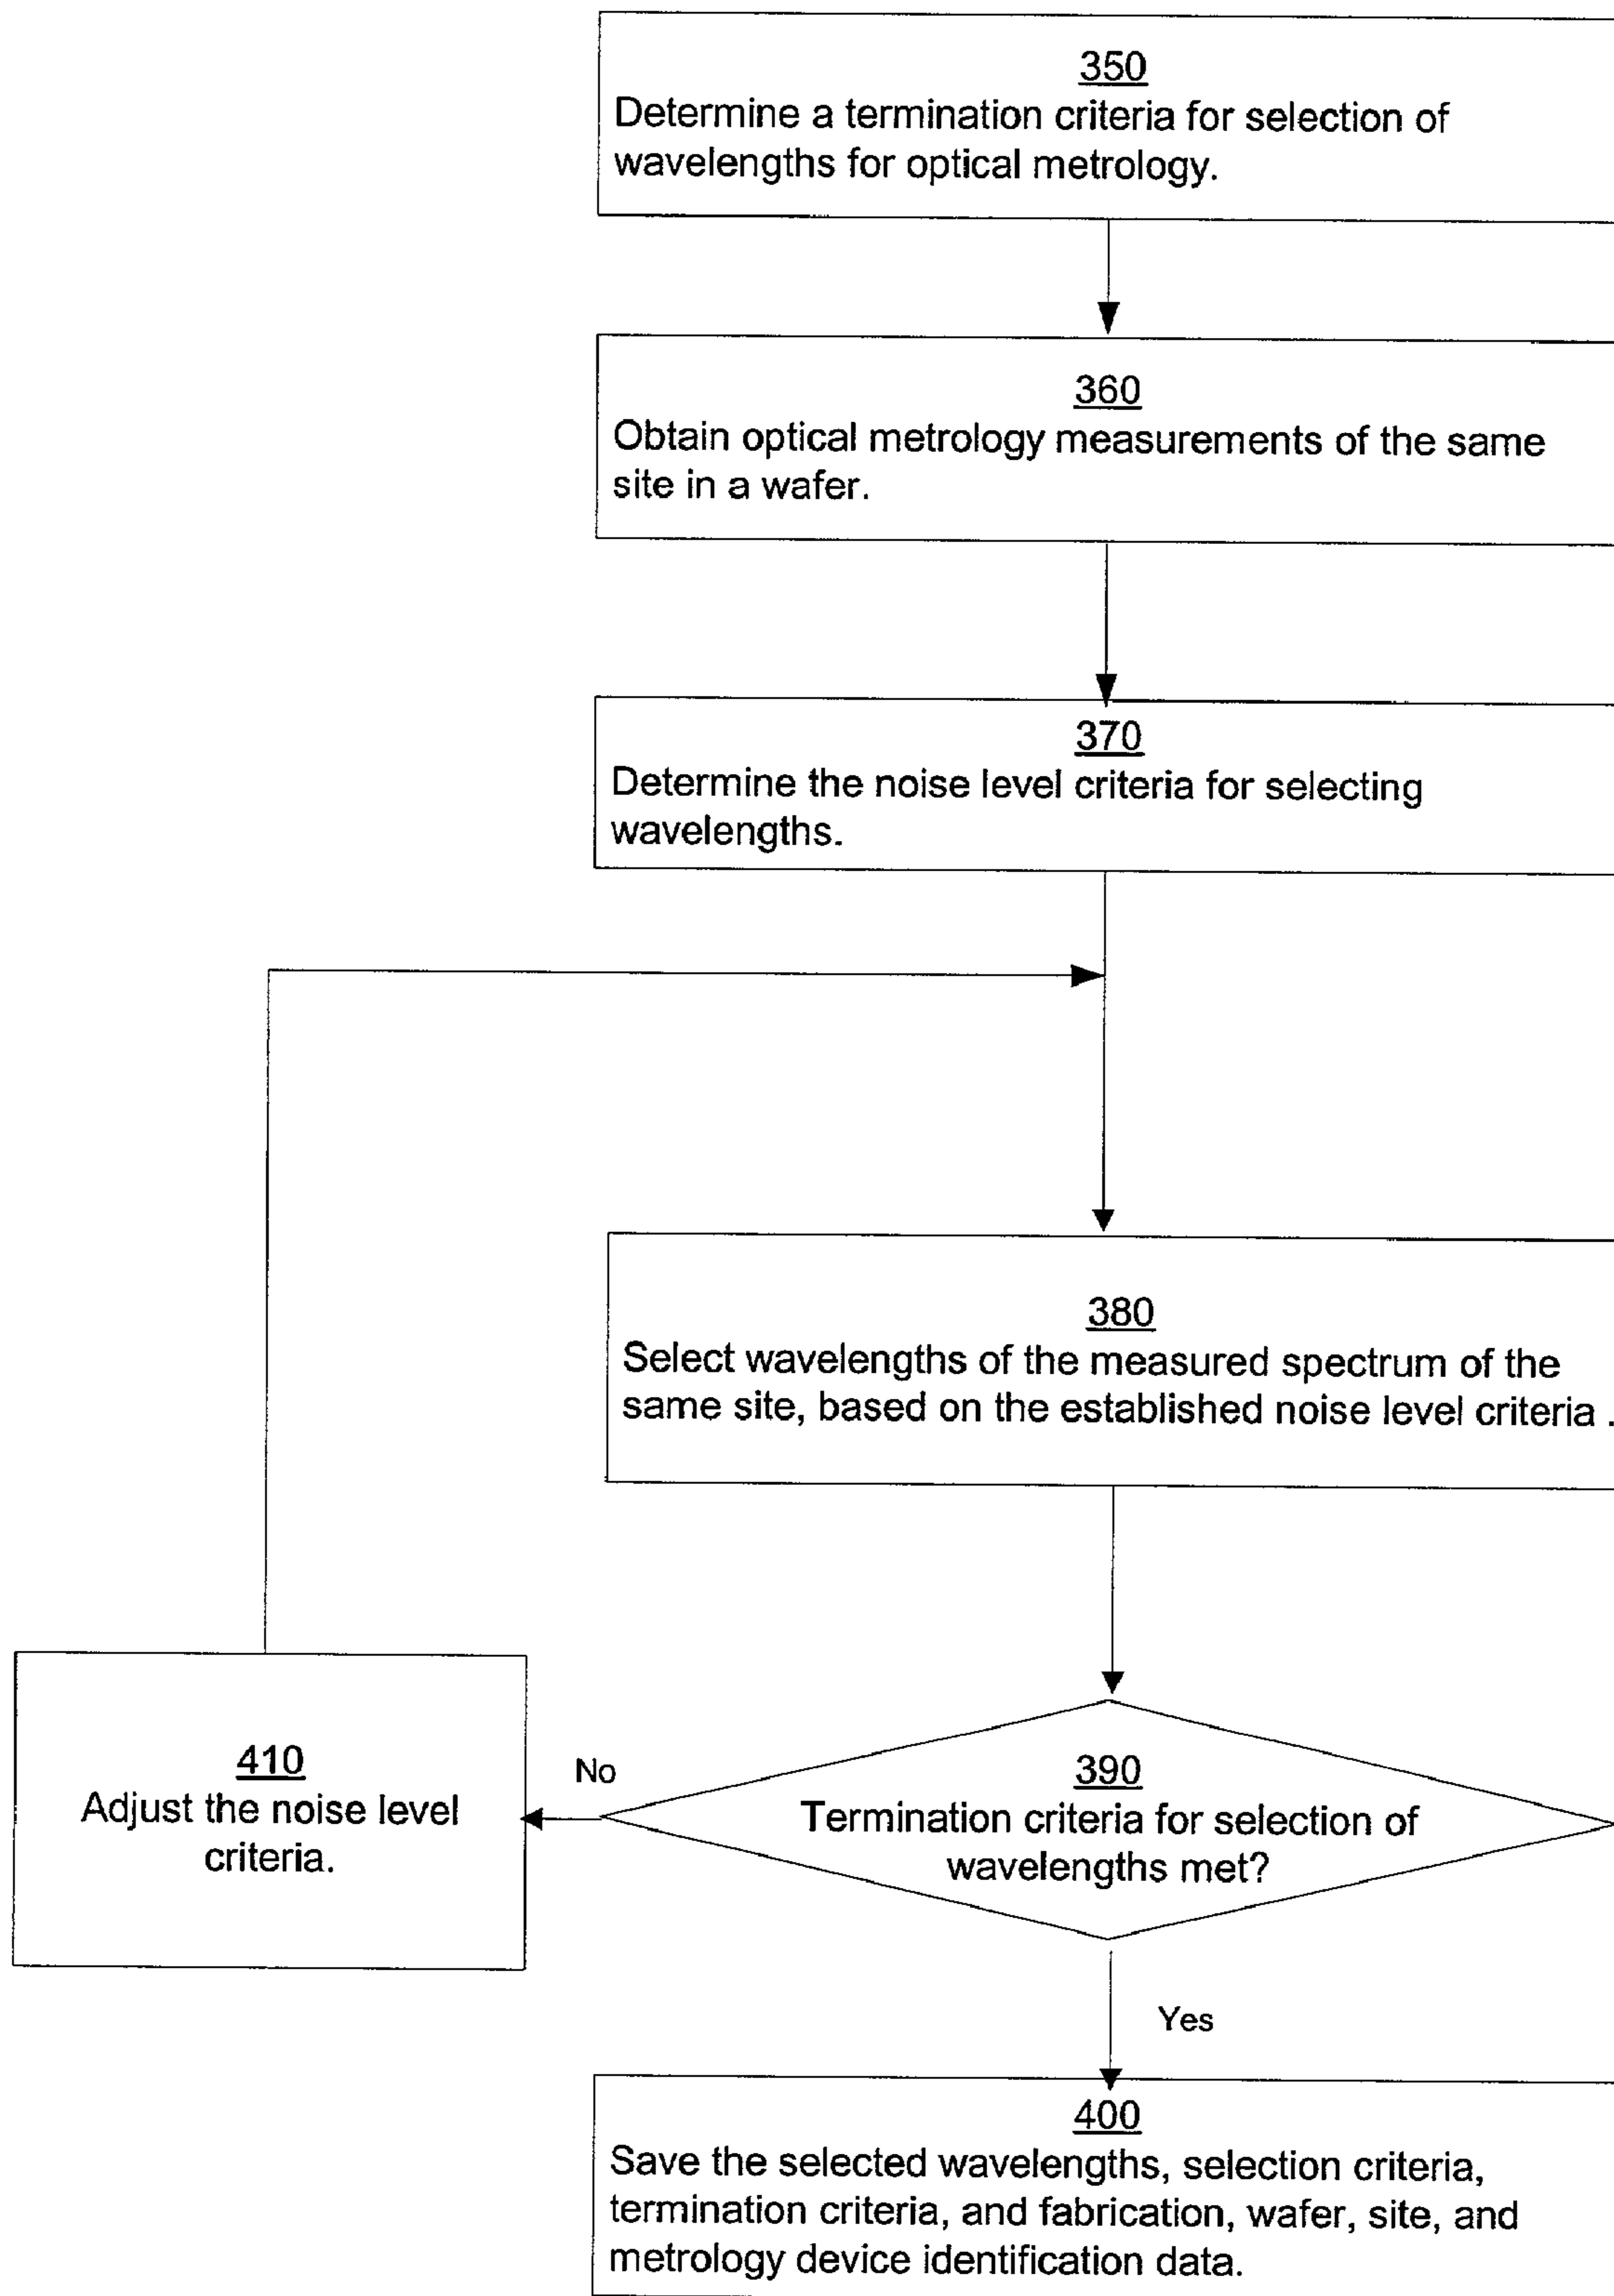 350
Determine a termination criteria for selection of
wavelengths for optical metrology.
360
Obtain optical metrology measurements of the same
site in a wafer.
370
Determine the noise level criteria for selecting
wavelengths.
380
Select wavelengths of the measured spectrum of the
same site, based on the established noise level criteria .
390
Termination criteria for selection of
wavelengths met?
No
410
Adjust the noise level
criteria.
Yes
400
Save the selected wavelengths, selection criteria,
termination criteria, and fabrication, wafer, site, and
metrology device identification data.